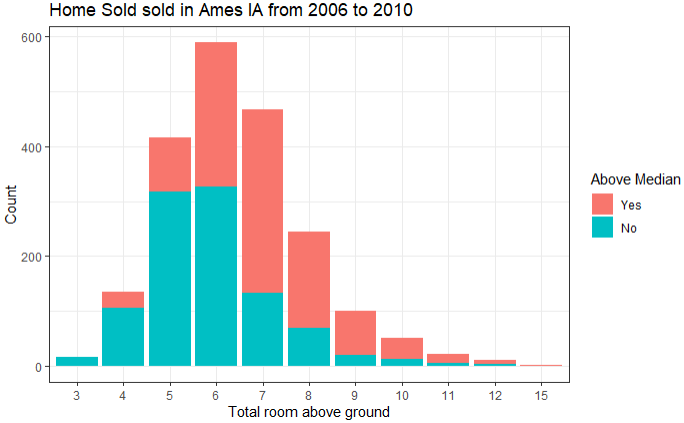 Home Sold sold in Ames IA from 2006 to 2010
600
400
200
0
Count
3 4 5 6 7 8 9 10 11 12 15
Total room above ground
Above Median
Yes
No